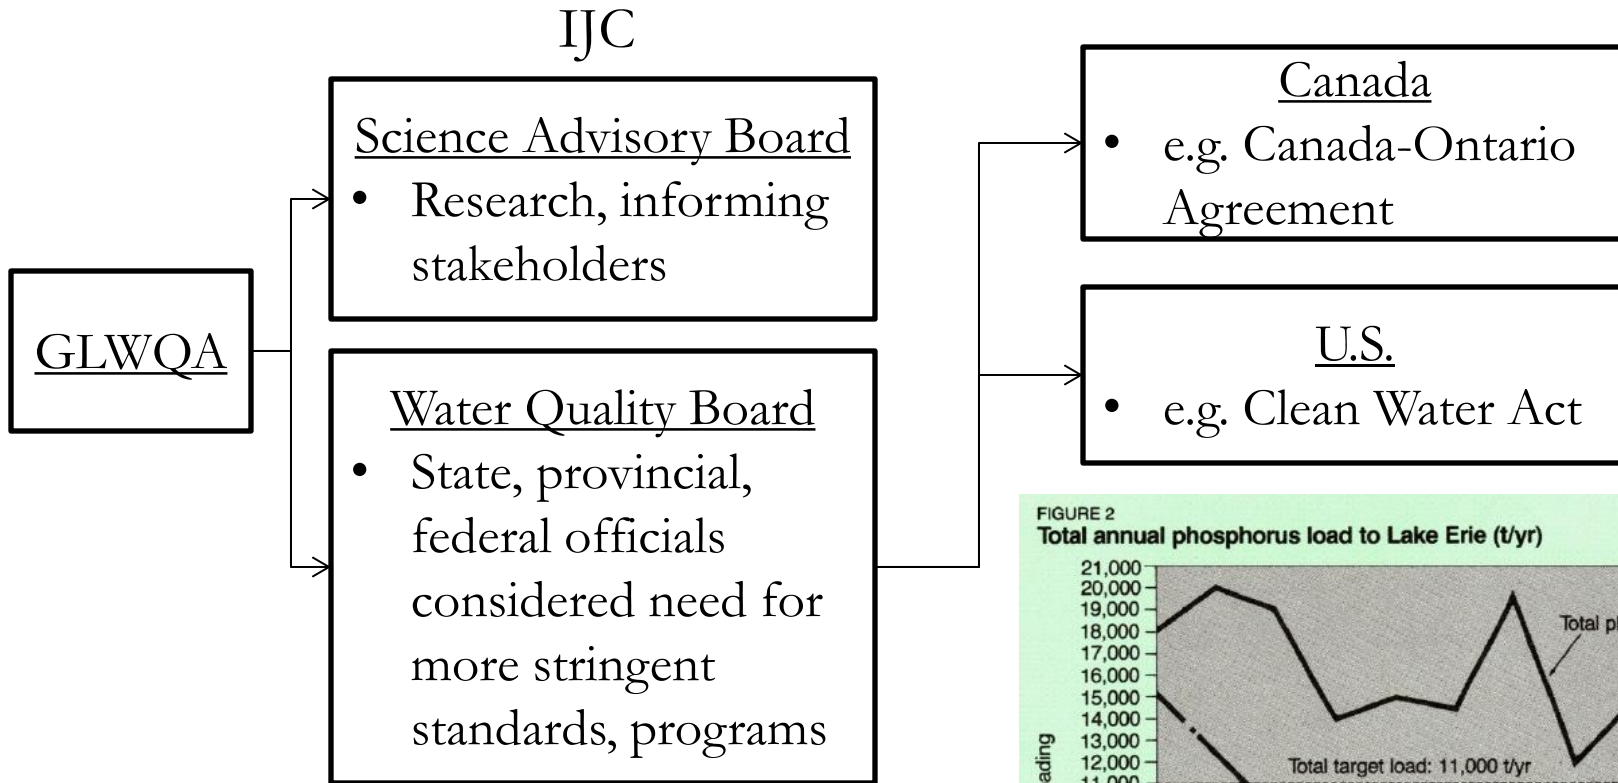 IJC
GLWQA
Science Advisory Board
• Research, informing
stakeholders
Water Quality Board
• State, provincial,
federal officials
considered need for
more stringent
standards, programs
Canada
• e.g. Canada-Ontario
Agreement
U.S.
• e.g. Clean Water Act
FIGURE 2
Total annual phosphorus load to Lake Erie (t/yr)
21,000
20,000
19,000
18,000
17,000
16,000
15,000
14,000
13,000
12,000
11,000
Total
Total target load: 11,000 t/yr